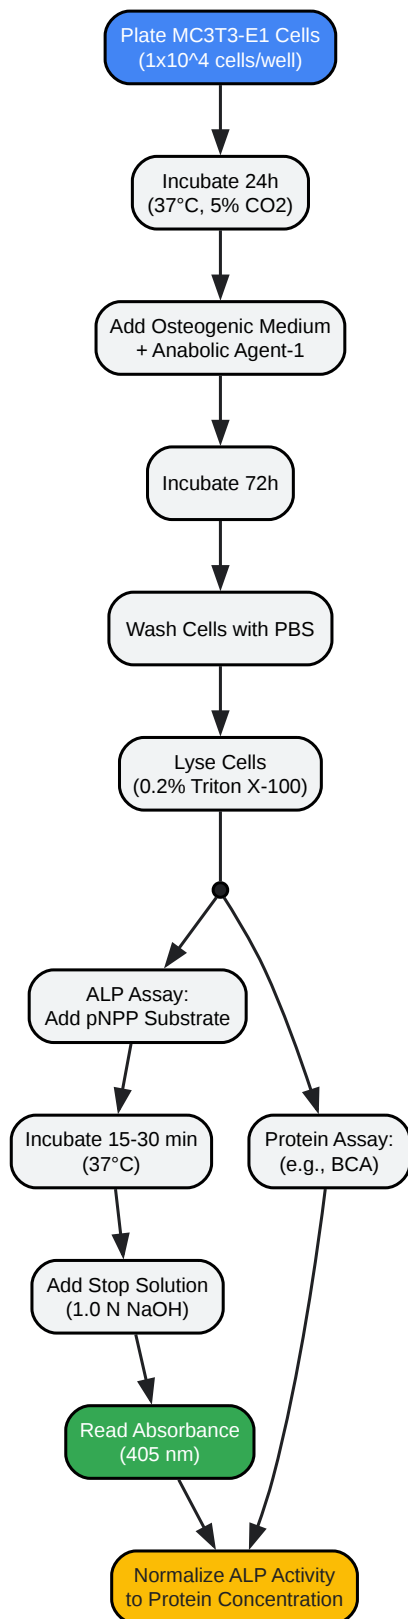 Plate MC3T3-E1 Cells
(1x10^4 cells/well)
Incubate 24h
(37°C, 5% CO2)
Add Osteogenic Medium
+ Anabolic Agent-1
Incubate 72h
Wash Cells with PBS
Lyse Cells
(0.2% Triton X-100)
ALP Assay:
Add pNPP Substrate
Incubate 15-30 min
(37°C)
Protein Assay:
(e.g., BCA)
Add Stop Solution
(1.0 N NaOH)
Read Absorbance
(405 nm)
Normalize ALP Activity
to Protein Concentration